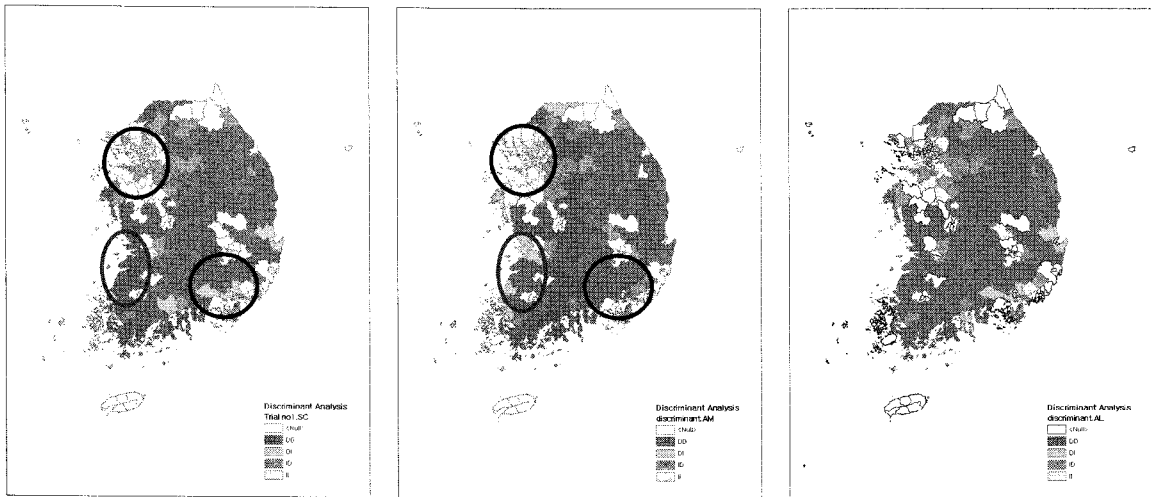 Discriminant Analysis
Trial no1.SC
<Null>
DD
DI
ID
II
Discriminant Analysis
discriminant.AM
<Null>
DD
DI
ID
II
Discriminant Analysis
discriminant.AL
<Null>
DD
DI
ID
II